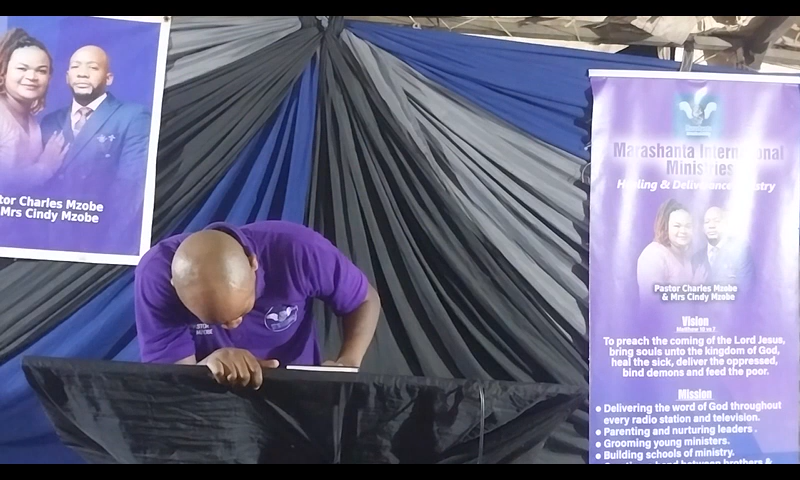 tor Charles Mzobe
Mrs Cindy Mzobe
Marashanta International
Ministries
Healing & Deliverance Ministry
Pastor Charles Mzobe
& Mrs Cindy Mzobe
Vision
To preach the coming of the Lord Jesus,
bring souls unto the kingdom of God,
heal the sick, deliver the oppressed,
bind demons and feed the poor.
Mission
• Delivering the word of God throughout
every radio station and television.
• Parenting and nurturing leaders .
• Grooming young ministers.
• Building schools of ministry.